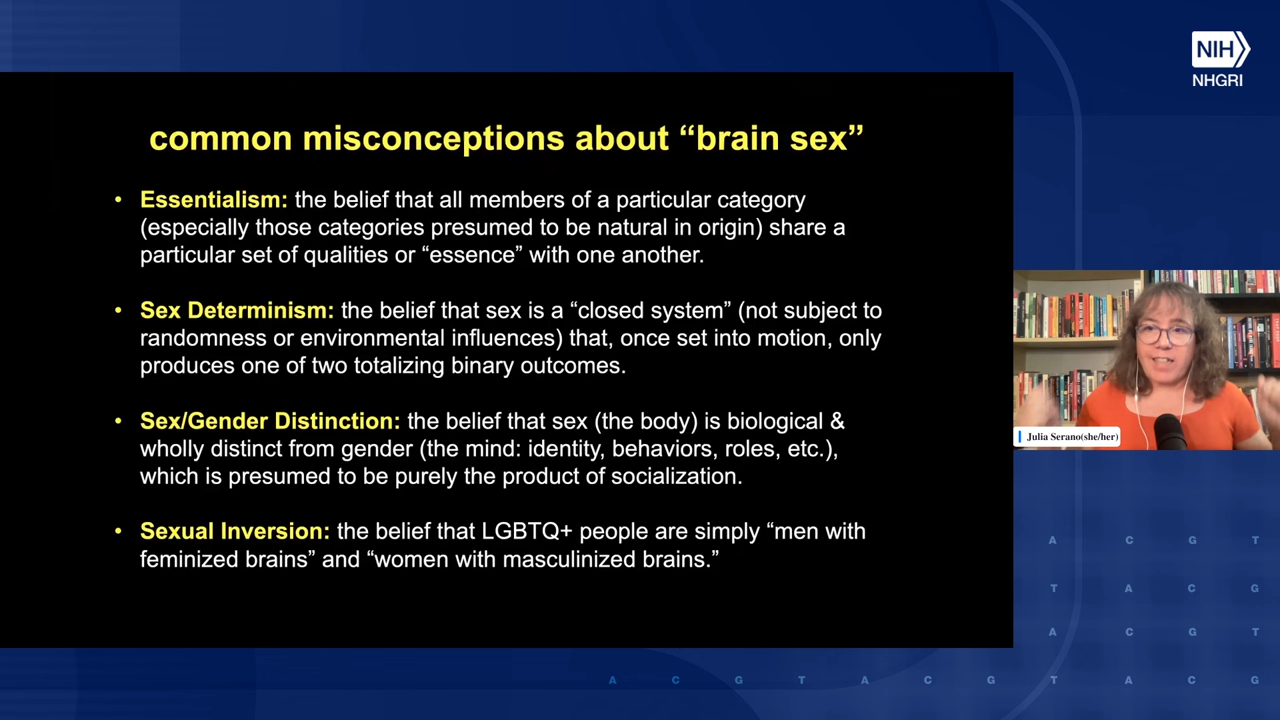 NIH
NHGRI
common misconceptions about “brain sex”
• Essentialism: the belief that all members of a particular category
(especially those categories presumed to be natural in origin) share a
particular set of qualities or “essence” with one another.
• Sex Determinism: the belief that sex is a “closed system” (not subject to
randomness or environmental influences) that, once set into motion, only
produces one of two totalizing binary outcomes.
• Sex/Gender Distinction: the belief that sex (the body) is biological &
wholly distinct from gender (the mind: identity, behaviors, roles, etc.),
which is presumed to be purely the product of socialization.
• Sexual Inversion: the belief that LGBTQ+ people are simply “men with
feminized brains” and “women with masculinized brains.”
Julia Serano(she/her)
A C G T
T A C G
A C G T
A C G T A C G T A C G